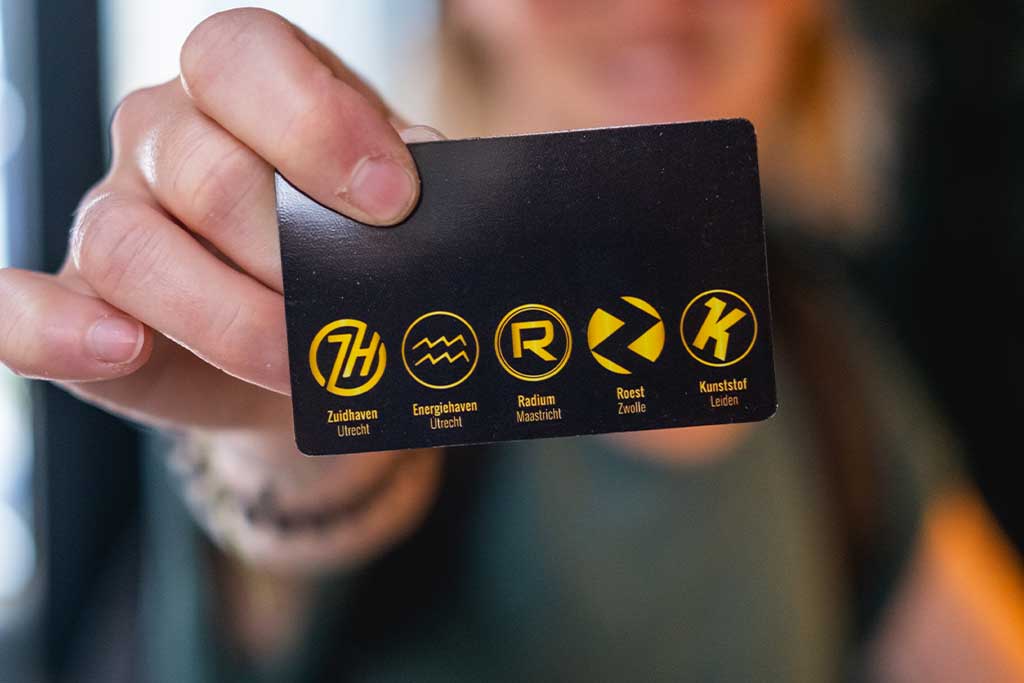 ZH
R
K
Zuidhaven
Utrecht
Energiehaven
Utrecht
Radium
Maastricht
Roest
Zwolle
Kunststof
Leiden